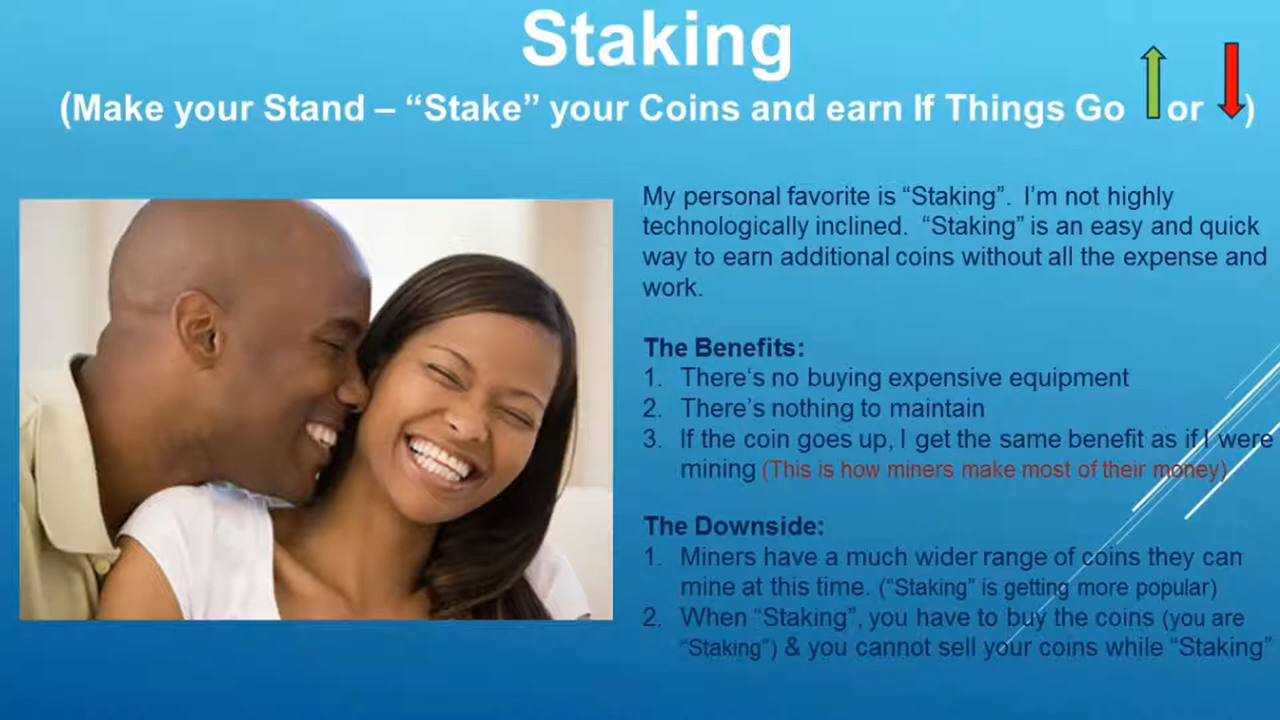 Staking
(Make your Stand – “Stake” your Coins and earn If Things Go or )
My personal favorite is “Staking”. I’m not highly
technologically inclined. “Staking” is an easy and quick
way to earn additional coins without all the expense and
work.
The Benefits:
1. There‘s no buying expensive equipment
2. There’s nothing to maintain
3. If the coin goes up, I get the same benefit as if I were
mining (This is how miners make most of their money)
The Downside:
1. Miners have a much wider range of coins they can
mine at this time. (“Staking” is getting more popular)
2. When “Staking”, you have to buy the coins (you are
“Staking”) & you cannot sell your coins while “Staking”